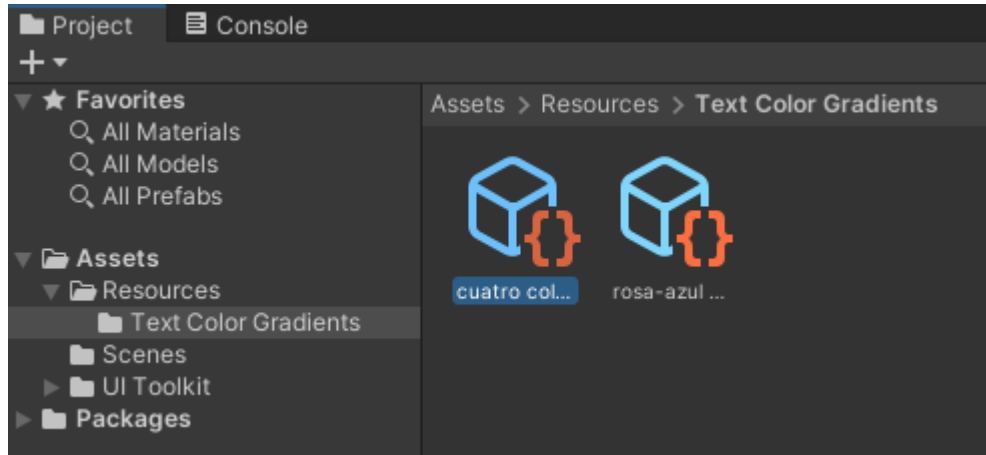 Project Console
Favorites
All Materials
All Models
All Prefabs
Assets
Resources
Text Color Gradients
Scenes
UI Toolkit
Packages
Assets > Resources > Text Color Gradients
{} {}
cuatro col... rosa-azul ...